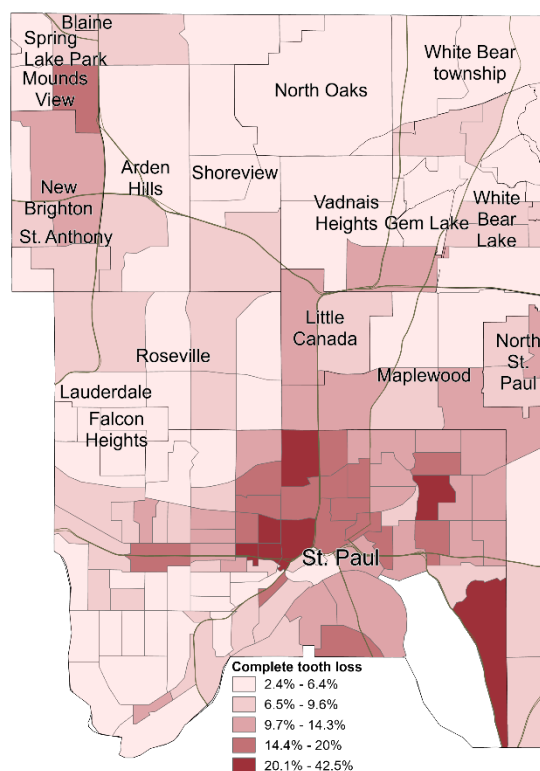 Blaine
Spring
Lake Park
Mounds
View
White Bear
township
North Oaks
Arden
Hills
Shoreview
New
Brighton
St. Anthony
Vadnais
Heights
Gem Lake
White
Bear
Lake
Little
Canada
Roseville
North
St.
Paul
Maplewood
Lauderdale
Falcon
Heights
St. Paul
Complete tooth loss
2.4% - 6.4%
6.5% - 9.6%
9.7% - 14.3%
14.4% - 20%
20.1% - 42.5%